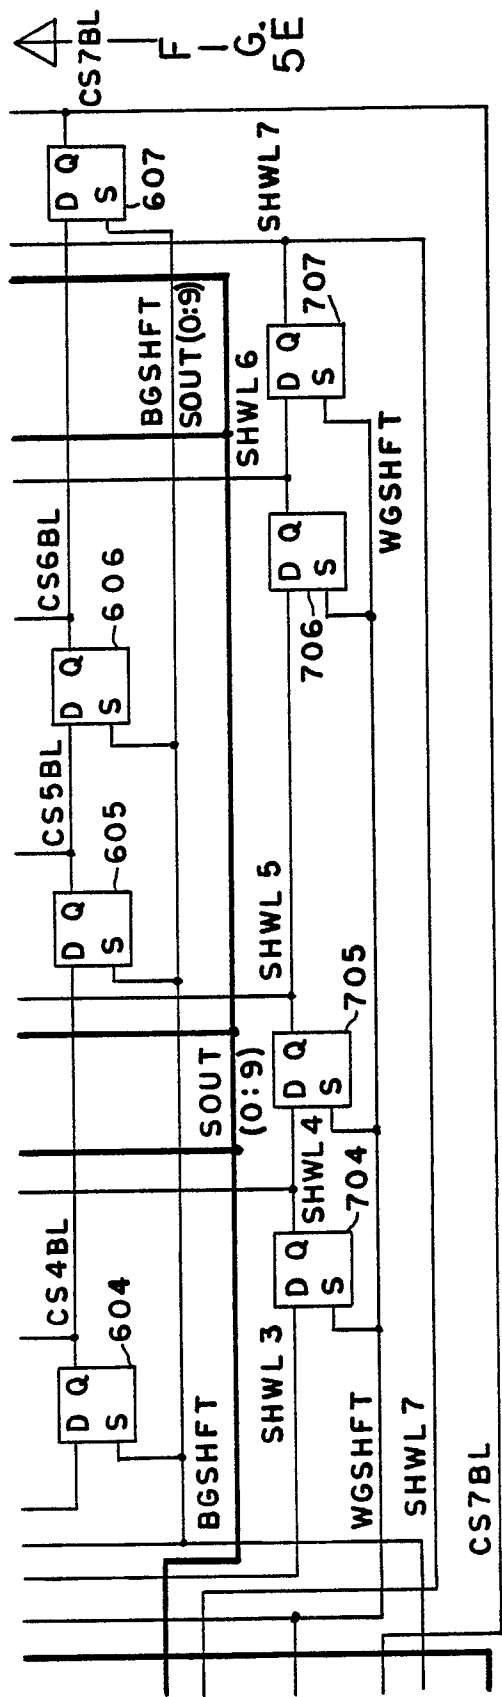 CS7BL
F I G.
5E
D Q
S
607
CS6BL
D Q
S
606
CS5BL
D Q
S
605
CS4BL
D Q
S
604
BGSHFT
SOUT(0:9)
BGSHFT
SOUT
(0:9)
SHWL7
D Q
S
707
SHWL6
D Q
S
706
WGSHFT
SHWL5
D Q
S
705
SHWL4
D Q
S
704
SHWL3
WGSHFT
SHWL7
CS7BL